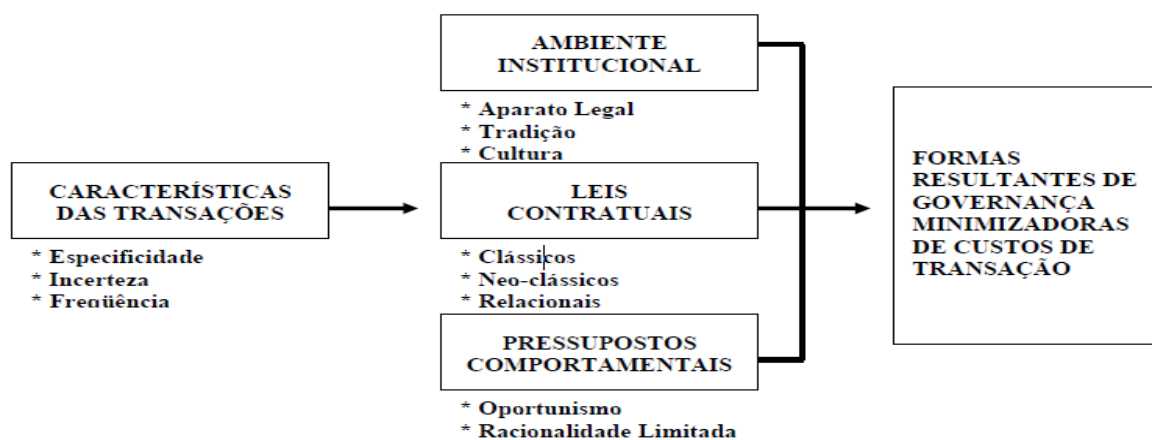 AMBIENTE
INSTITUCIONAL
* Aparato Legal
* Tradição
* Cultura
CARACTERÍSTICAS
DAS TRANSAÇÕES
* Especificidade
* Incerteza
* Freqüência
LEIS
CONTRATUAIS
* Clássicos
* Neo-clássicos
* Relacionais
PRESSUPOSTOS
COMPORTAMENTAIS
* Oportunismo
* Racionalidade Limitada
FORMAS
RESULTANTES DE
GOVERNANÇA
MINIMIZADORAS
DE CUSTOS DE
TRANSAÇÃO